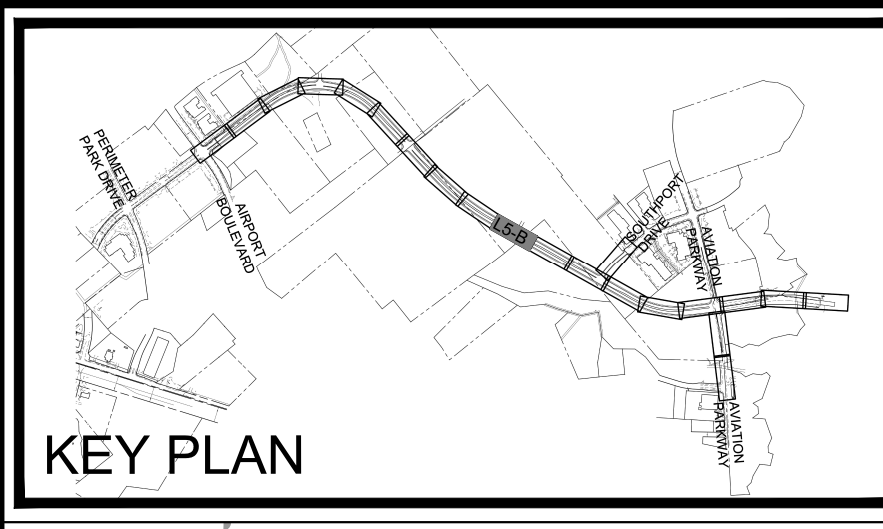 PERIMETER
PARK DRIVE
AIRPORT
BOULEVARD
L5-B
SOUTHPORT
DRIVE
AVIATION
PARKWAY
AVIATION
PARKWAY
KEY PLAN